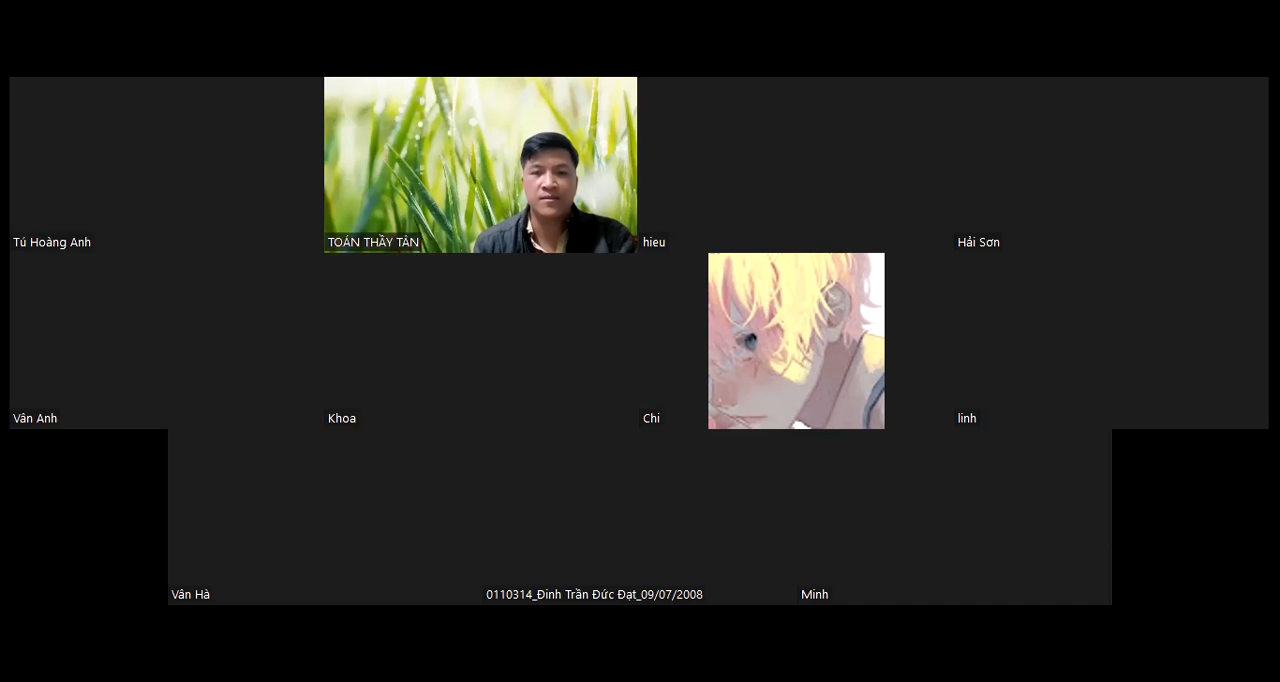 Tú Hoàng Anh
TOÁN THẦY TÂN
hieu
Hải Sơn
Vân Anh
Khoa
Chi
linh
Vân Hà
0110314_Đinh Trần Đức Đạt_09/07/2008
Minh